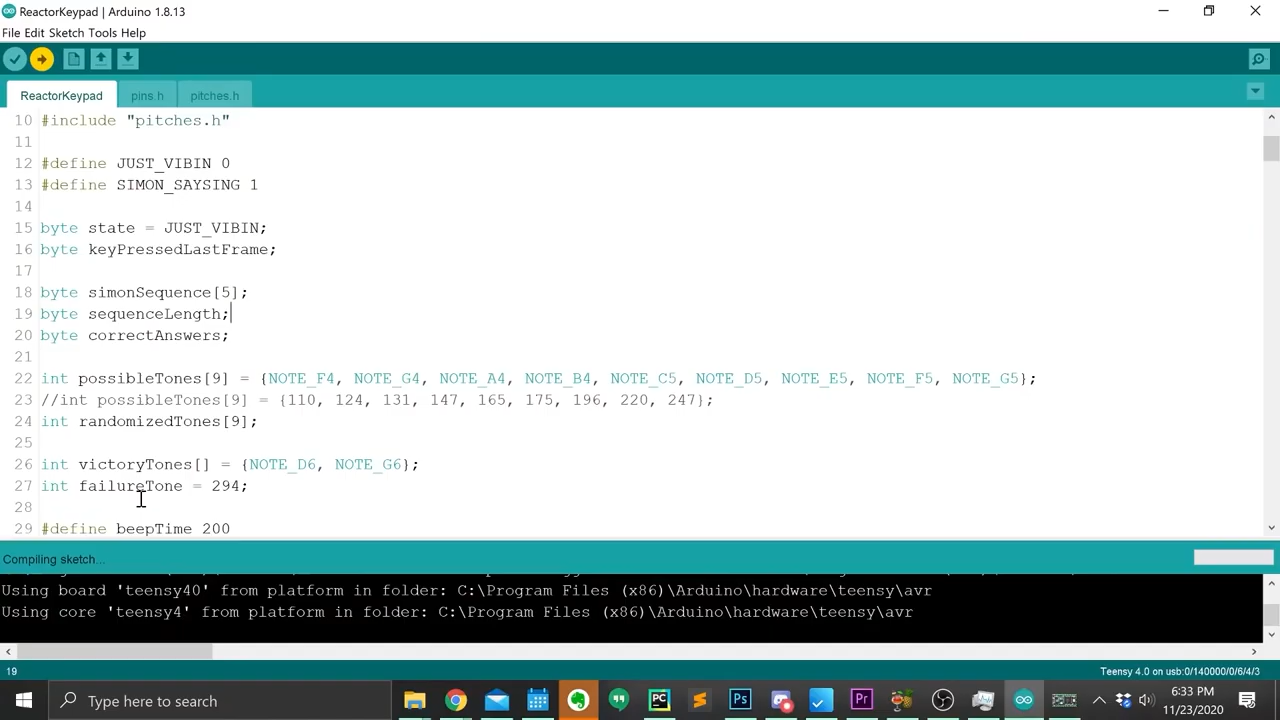 ReactorKeypad | Arduino 1.8.13
File Edit Sketch Tools Help
ReactorKeypad
pins.h
pitches.h
10 #include "pitches.h"
11
12 #define JUST_VIBIN 0
13 #define SIMON_SAYSING 1
14
15 byte state = JUST_VIBIN;
16 byte keyPressedLastFrame;
17
18 byte simonSequence[5];
19 byte sequenceLength;
20 byte correctAnswers;
21
22 int possibleTones[9] = {NOTE_F4, NOTE_G4, NOTE_A4, NOTE_B4, NOTE_C5, NOTE_D5, NOTE_E5, NOTE_F5, NOTE_G5};
23 //int possibleTones[9] = {110, 124, 131, 147, 165, 175, 196, 220, 247};
24 int randomizedTones[9];
25
26 int victoryTones[] = {NOTE_D6, NOTE_G6};
27 int failureTone = 294;
28
29 #define beepTime 200
Compiling sketch...
Using board 'teensy40' from platform in folder: C:\Program Files (x86)\Arduino\hardware\teensy\avr
Using core 'teensy4' from platform in folder: C:\Program Files (x86)\Arduino\hardware\teensy\avr
19
Teensy 4.0 on usb:0/140000/0/6/4/3
Type here to search
PC
Ps
Pr
6:33 PM
11/23/2020